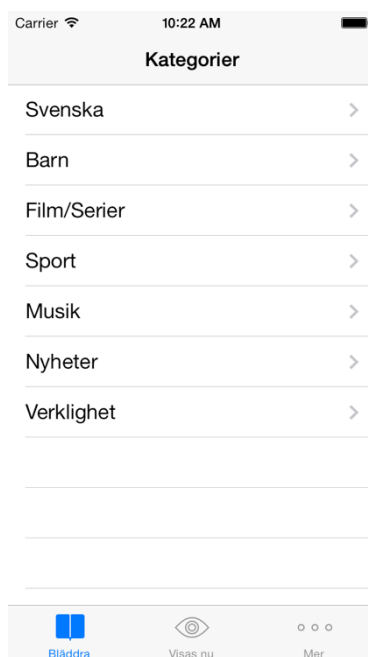 Carrier 10:22 AM
Kategorier
Svenska
Barn
Film/Serier
Sport
Musik
Nyheter
Verklighet
Bläddra Visas nu Mer